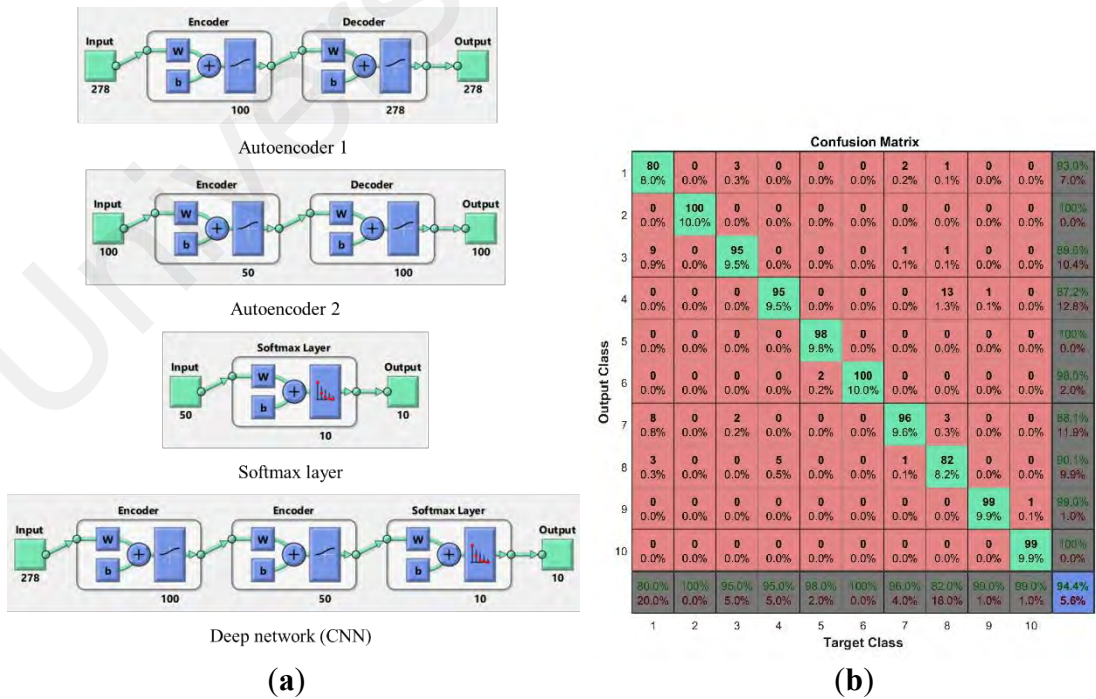 Univers
Encoder Decoder
Input Output
W W
b b
+ +
278 278
100 278
Autoencoder 1
Encoder Decoder
Input Output
W W
b b
+ +
100 100
50 100
Autoencoder 2
Softmax Layer
Input Output
W
b
+
50 10
10
Softmax layer
Encoder Encoder Softmax Layer
Input Output
W W W
b b b
+ + +
278 10
100 50 10
Deep network (CNN)
(a)
Confusion Matrix
Output Class
1 80 0 3 0 0 0 2 1 0 0 93.0%
8.0% 0.0% 0.3% 0.0% 0.0% 0.0% 0.2% 0.1% 0.0% 0.0% 7.0%
2 0 100 0 0 0 0 0 0 0 0 100%
0.0% 10.0% 0.0% 0.0% 0.0% 0.0% 0.0% 0.0% 0.0% 0.0% 0.0%
3 9 0 95 0 0 0 1 1 0 0 89.6%
0.9% 0.0% 9.5% 0.0% 0.0% 0.0% 0.1% 0.1% 0.0% 0.0% 10.4%
4 0 0 0 95 0 0 0 13 1 0 87.2%
0.0% 0.0% 0.0% 9.5% 0.0% 0.0% 0.0% 1.3% 0.1% 0.0% 12.8%
5 0 0 0 0 98 0 0 0 0 0 100%
0.0% 0.0% 0.0% 0.0% 9.8% 0.0% 0.0% 0.0% 0.0% 0.0% 0.0%
6 0 0 0 0 2 100 0 0 0 0 98.0%
0.0% 0.0% 0.0% 0.0% 0.2% 10.0% 0.0% 0.0% 0.0% 0.0% 2.0%
7 8 0 2 0 0 0 96 3 0 0 88.1%
0.8% 0.0% 0.2% 0.0% 0.0% 0.0% 9.6% 0.3% 0.0% 0.0% 11.9%
8 3 0 0 5 0 0 1 82 0 0 90.1%
0.3% 0.0% 0.0% 0.5% 0.0% 0.0% 0.1% 8.2% 0.0% 0.0% 9.9%
9 0 0 0 0 0 0 0 0 99 1 99.0%
0.0% 0.0% 0.0% 0.0% 0.0% 0.0% 0.0% 0.0% 9.9% 0.1% 1.0%
10 0 0 0 0 0 0 0 0 0 99 100%
0.0% 0.0% 0.0% 0.0% 0.0% 0.0% 0.0% 0.0% 0.0% 9.9% 0.0%
80.0% 100% 95.0% 95.0% 98.0% 100% 96.0% 82.0% 99.0% 99.0% 94.4%
20.0% 0.0% 5.0% 5.0% 2.0% 0.0% 4.0% 18.0% 1.0% 1.0% 5.6%
1 2 3 4 5 6 7 8 9 10
Target Class
(b)